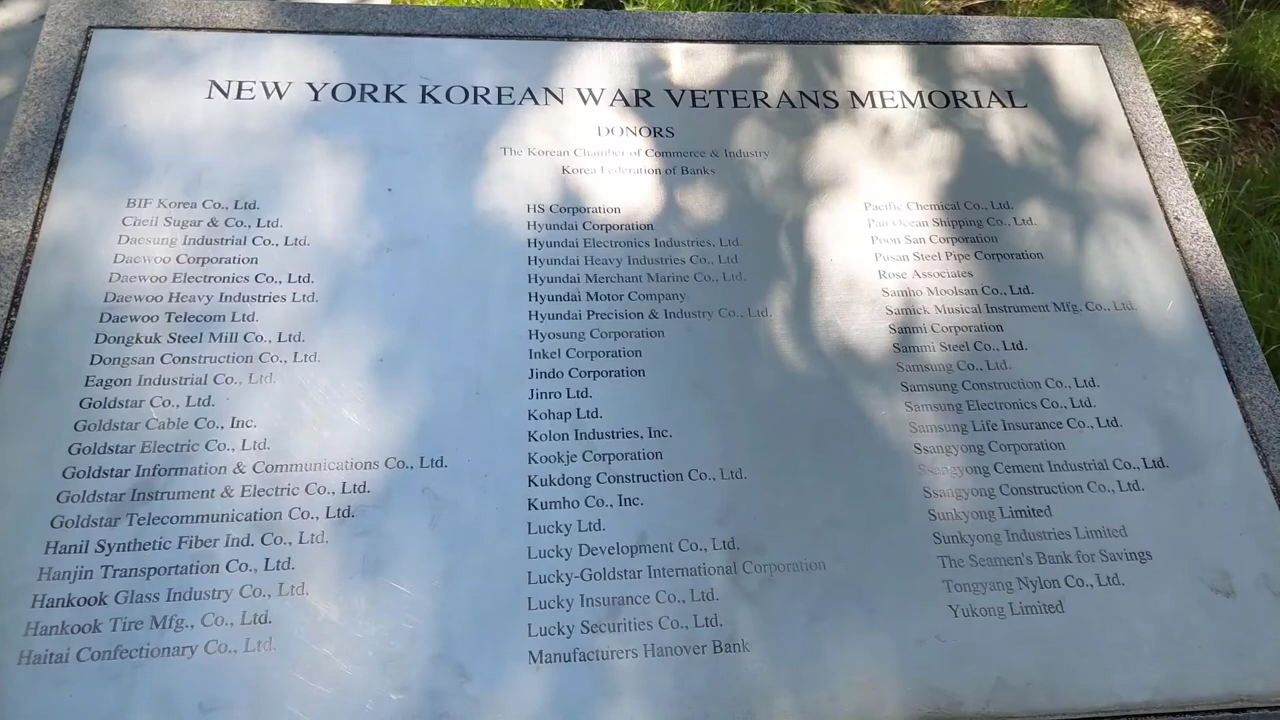 NEW YORK KOREAN WAR VETERANS MEMORIAL
DONORS
The Korean Chamber of Commerce & Industry
Korea Federation of Banks
BIF Korea Co., Ltd.
Cheil Sugar & Co., Ltd.
Daesung Industrial Co., Ltd.
Daewoo Corporation
Daewoo Electronics Co., Ltd.
Daewoo Heavy Industries Ltd.
Daewoo Telecom Ltd.
Dongkuk Steel Mill Co., Ltd.
Dongsan Construction Co., Ltd.
Eagon Industrial Co., Ltd.
Goldstar Co., Ltd.
Goldstar Cable Co., Inc.
Goldstar Electric Co., Ltd.
Goldstar Information & Communications Co., Ltd.
Goldstar Instrument & Electric Co., Ltd.
Goldstar Telecommunication Co., Ltd.
Hanil Synthetic Fiber Ind. Co., Ltd.
Hanjin Transportation Co., Ltd.
Hankook Glass Industry Co., Ltd.
Hankook Tire Mfg., Co., Ltd.
Haitai Confectionary Co., Ltd.
HS Corporation
Hyundai Corporation
Hyundai Electronics Industries, Ltd.
Hyundai Heavy Industries Co., Ltd
Hyundai Merchant Marine Co., Ltd.
Hyundai Motor Company
Hyundai Precision & Industry Co., Ltd.
Hyosung Corporation
Inkel Corporation
Jindo Corporation
Jinro Ltd.
Kohap Ltd.
Kolon Industries, Inc.
Kookje Corporation
Kukdong Construction Co., Ltd.
Kumho Co., Inc.
Lucky Ltd.
Lucky Development Co., Ltd.
Lucky-Goldstar International Corporation
Lucky Insurance Co., Ltd.
Lucky Securities Co., Ltd.
Manufacturers Hanover Bank
Pacific Chemical Co., Ltd.
Pan Ocean Shipping Co., Ltd.
Poon San Corporation
Pusan Steel Pipe Corporation
Rose Associates
Samho Moolsan Co., Ltd.
Samick Musical Instrument Mfg, Co., Ltd.
Sanmi Corporation
Sammi Steel Co., Ltd.
Samsung Co., Ltd.
Samsung Construction Co., Ltd.
Samsung Electronics Co., Ltd.
Samsung Life Insurance Co., Ltd.
Ssangyong Corporation
Ssangyong Cement Industrial Co., Ltd.
Ssangyong Construction Co., Ltd.
Sunkyong Limited
Sunkyong Industries Limited
The Seamen's Bank for Savings
Tongyang Nylon Co., Ltd.
Yukong Limited